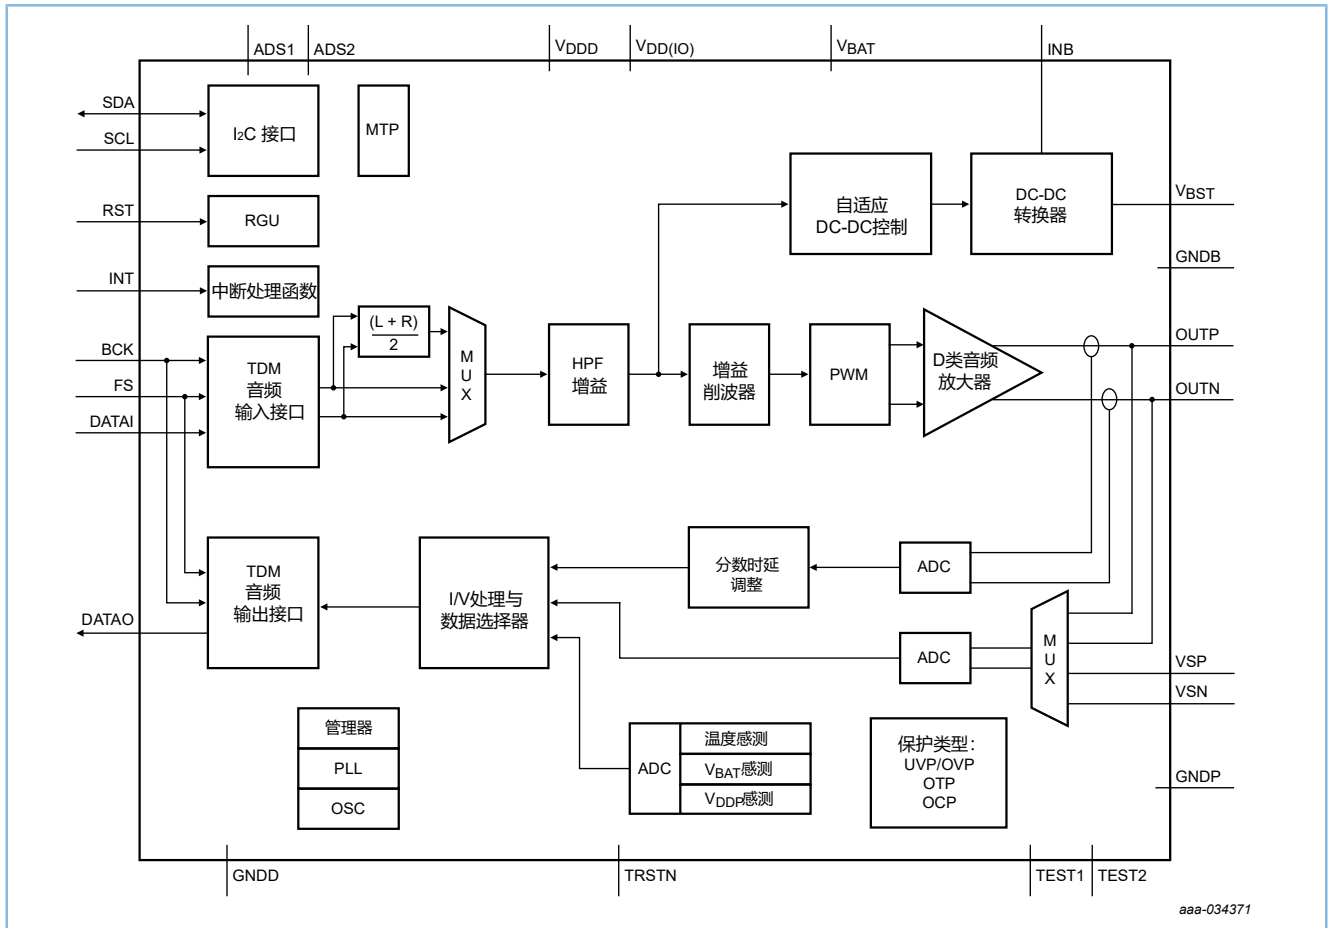 ADS1
ADS2
VDDD
VDD(IO)
VBAT
INB
SDA
SCL
I2C 接口
MTP
RST
RGU
自适应
DC-DC控制
DC-DC
转换器
VBST
GNDB
INT
中断处理函数
(L + R)
2
BCK
FS
DATAI
TDM
音频
输入接口
M
U
X
HPF
增益
增益
削波器
PWM
D类音频
放大器
OUTP
OUTN
TDM
音频
输出接口
DATAO
I/V处理与
数据选择器
分数时延
调整
ADC
ADC
M
U
X
VSP
VSN
管理器
PLL
OSC
ADC
温度感测
VBAT感测
VDDP感测
保护类型：
UVP/OVP
OTP
OCP
GNDP
GNDD
TRSTN
TEST1
TEST2
aaa-034371